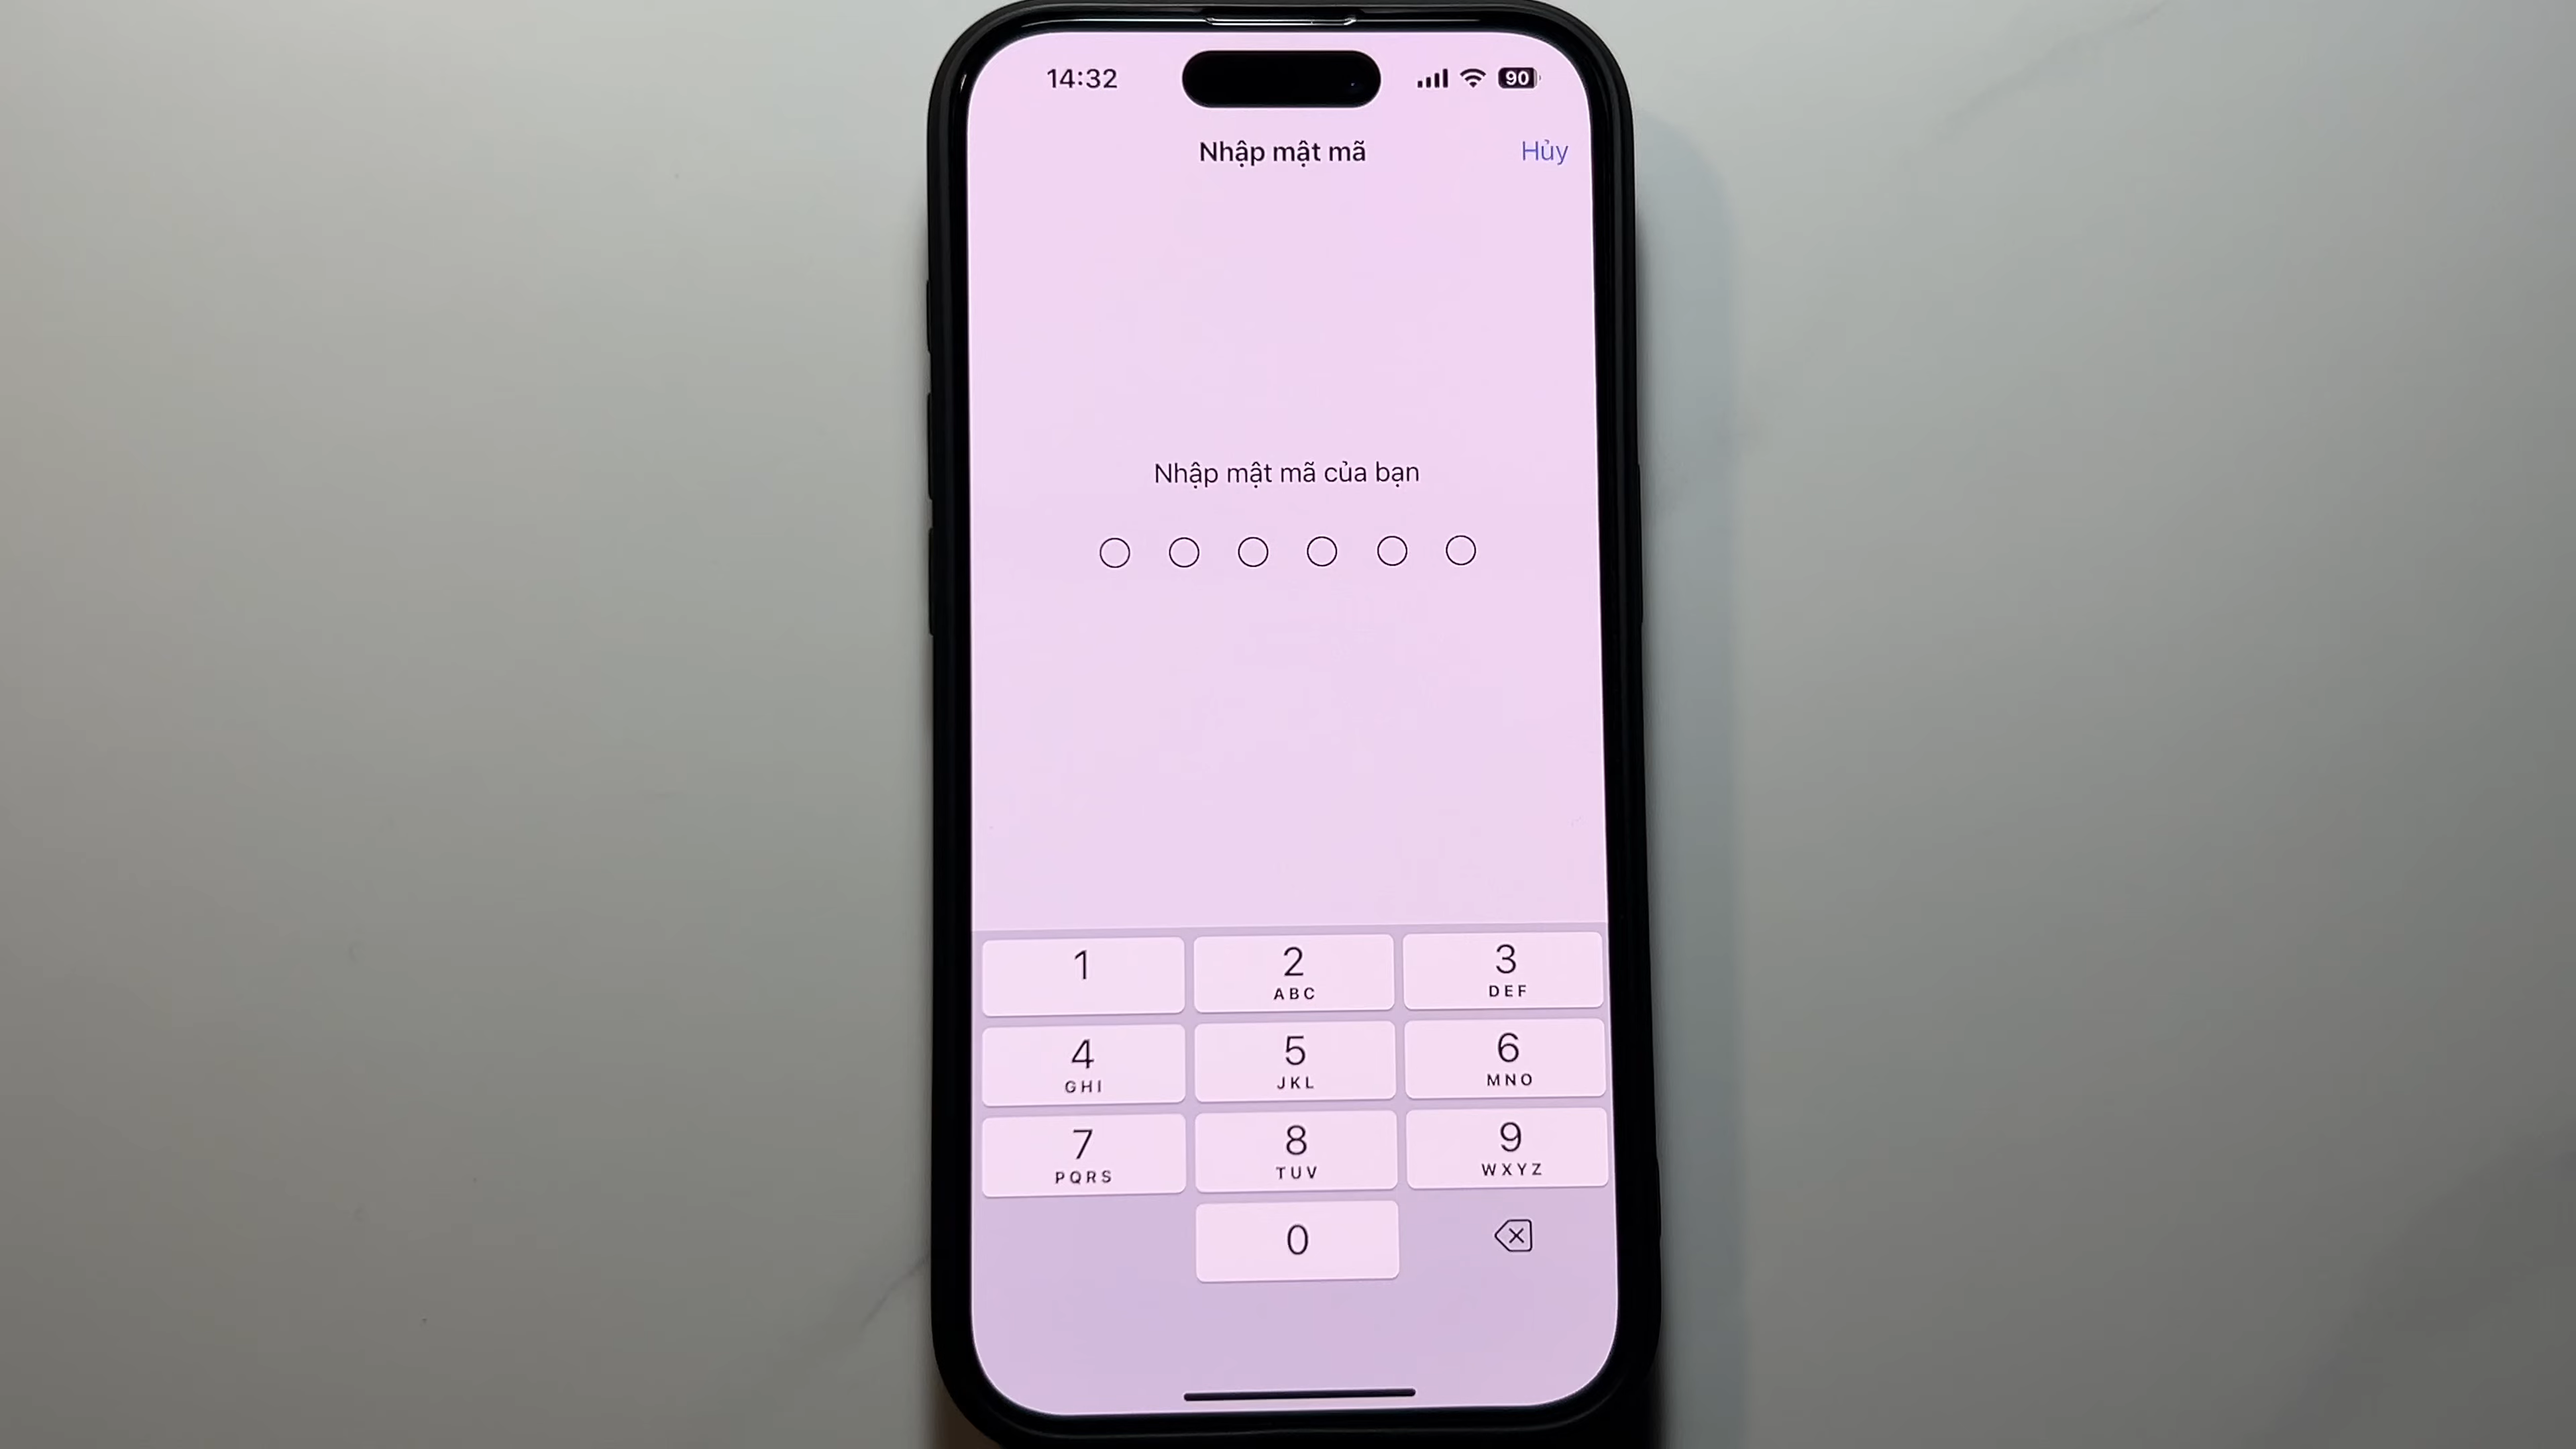 14:32 90
Nhập mật mã Hủy
Nhập mật mã của bạn
1 2 3
ABC DEF
4 5 6
GHI JKL MNO
7 8 9
PQRS TUV WXYZ
0